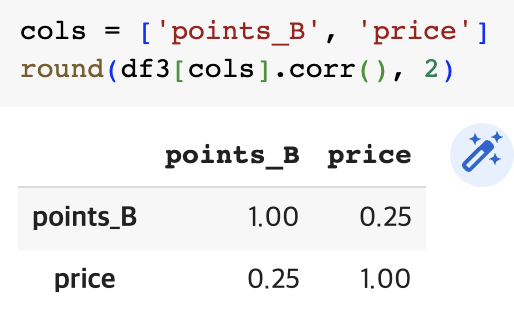 cols = ['points_B', 'price']
round(df3[cols].corr(), 2)
points_B price
points_B 1.00 0.25
price 0.25 1.00